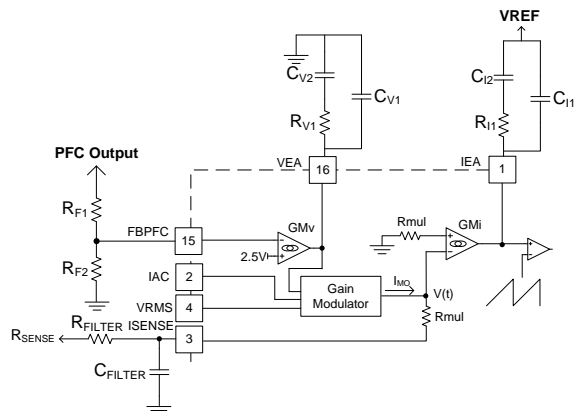 VREF
CV2
CV1
RV1
CI2
CI1
RI1
PFC Output
VEA
16
IEA
1
RF1
FBPFC
15
GMv
Rmul
GMi
2.5V
RF2
IAC
2
Gain
Modulator
IMO
V(t)
VRMS
4
ISENSE
3
Rmul
RFILTER
RSENSE
CFILTER